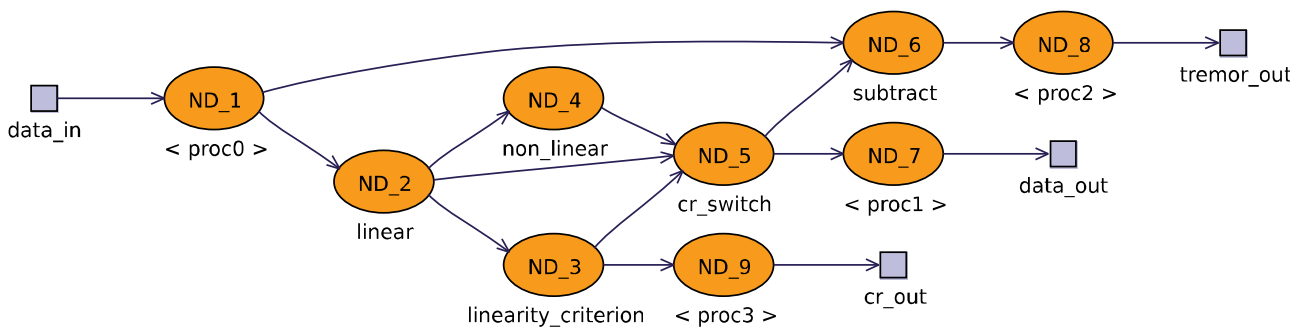 ND_6
ND_8
subtract
< proc2 >
tremor_out
data_in
ND_1
< proc0 >
ND_4
non_linear
ND_5
cr_switch
ND_7
< proc1 >
data_out
ND_2
linear
ND_3
linearity_criterion
ND_9
< proc3 >
cr_out